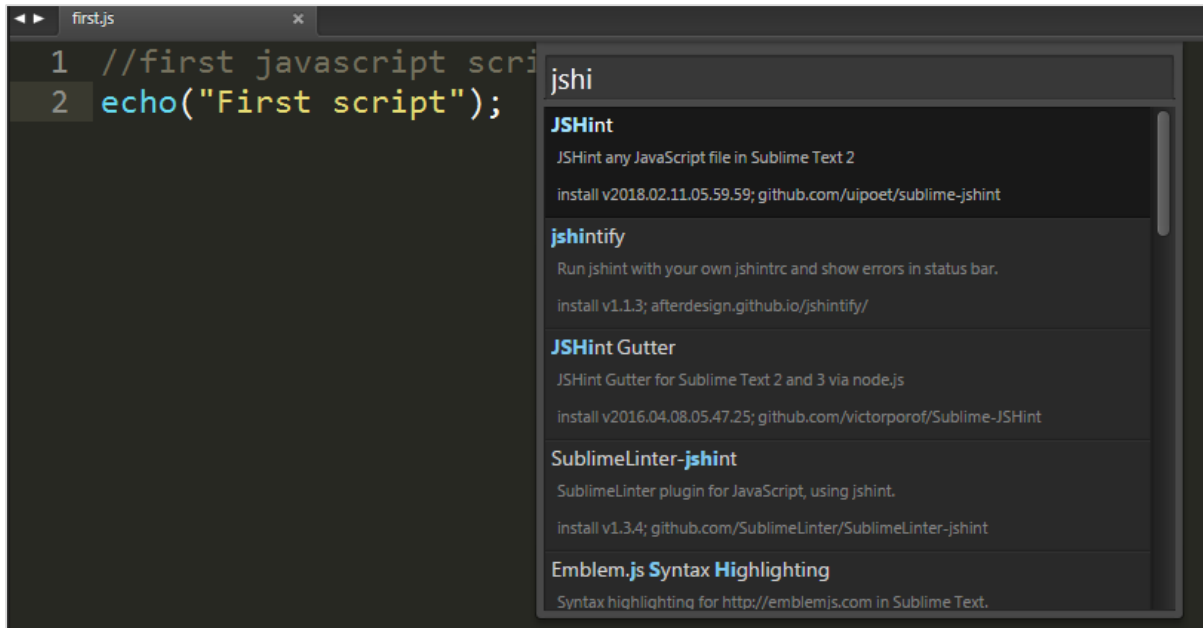 first.js
1 //first javascript scri
2 echo("First script");
jshi
JSHint
JSHint any JavaScript file in Sublime Text 2
install v2018.02.11.05.59.59; github.com/uipoet/sublime-jshint
jshintify
Run jshint with your own jshintrc and show errors in status bar.
install v1.1.3; afterdesign.github.io/jshintify/
JSHint Gutter
JSHint Gutter for Sublime Text 2 and 3 via node.js
install v2016.04.08.05.47.25; github.com/victorporof/Sublime-JSHint
SublimeLinter-jshint
SublimeLinter plugin for JavaScript, using jshint.
install v1.3.4; github.com/SublimeLinter/SublimeLinter-jshint
Emblem.js Syntax Highlighting
Syntax highlighting for http://emblemjs.com in Sublime Text.